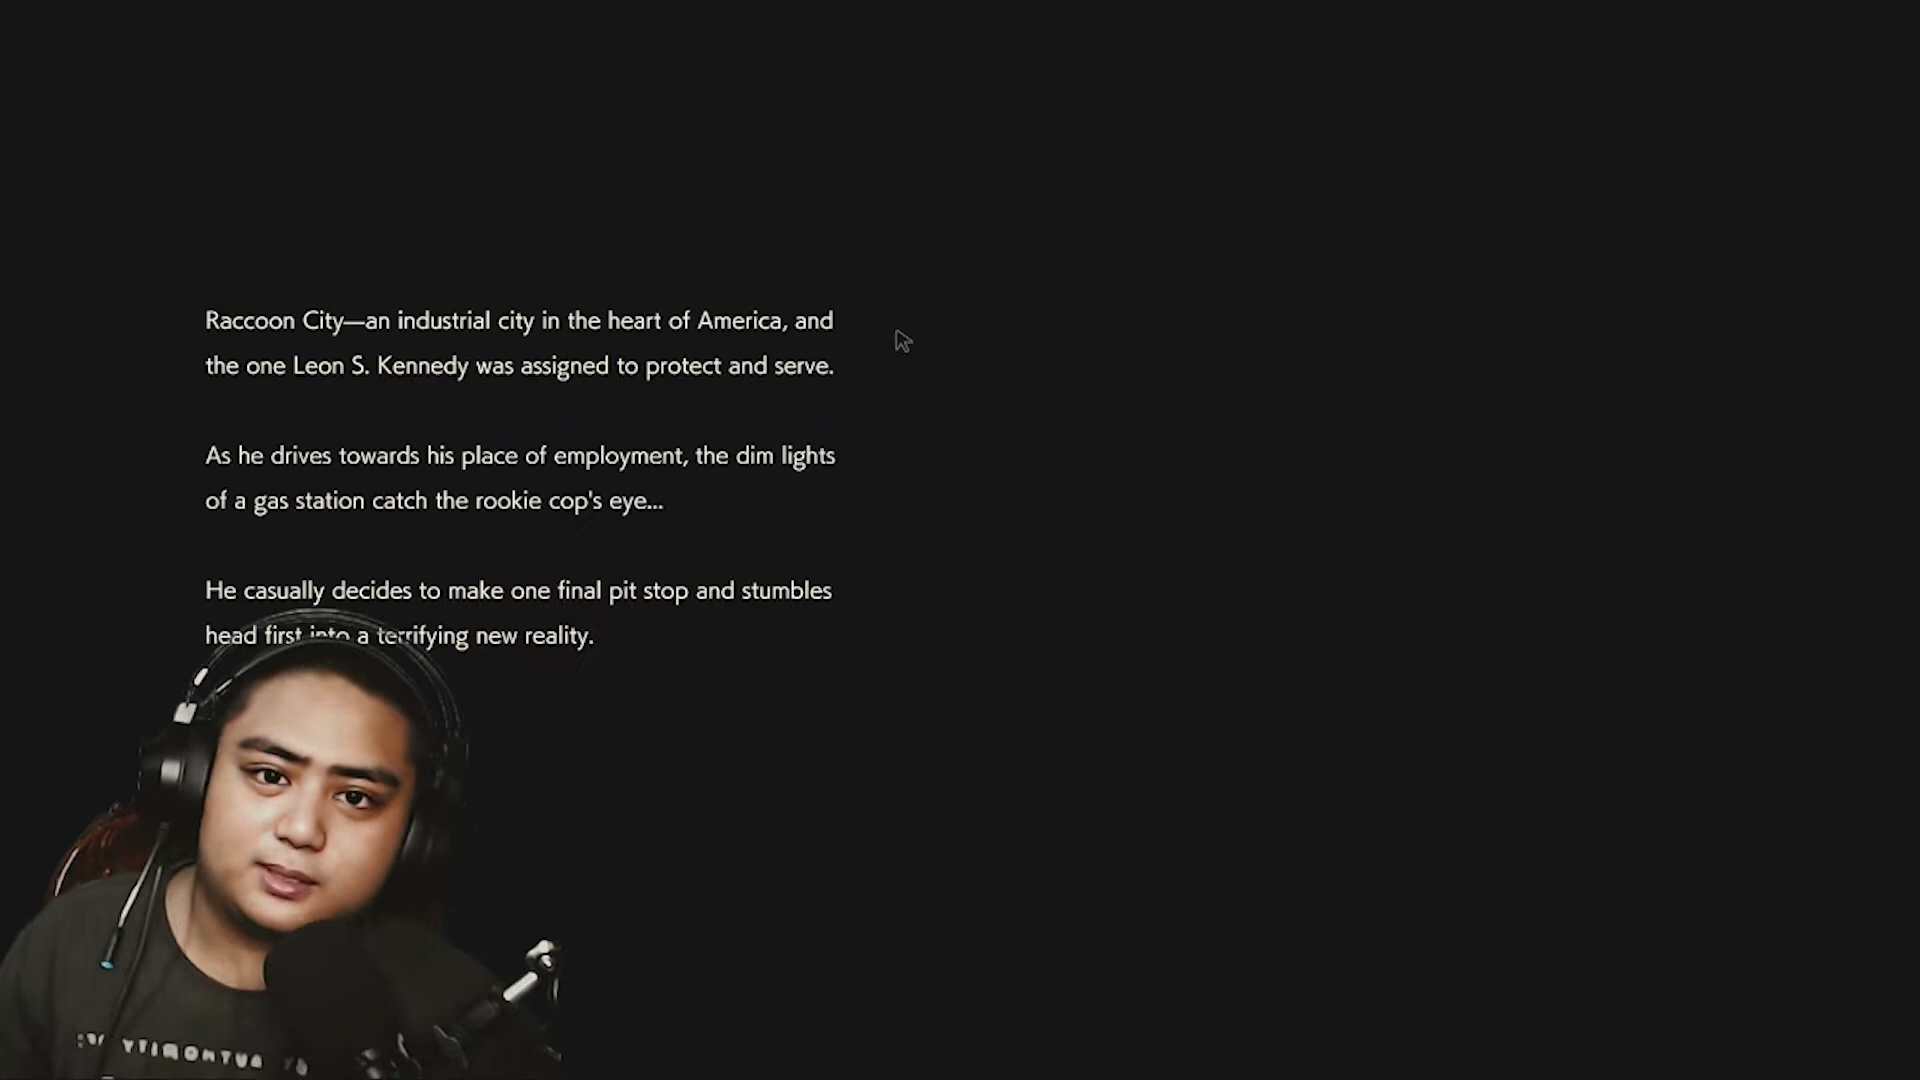 Raccoon City—an industrial city in the heart of America, and
the one Leon S. Kennedy was assigned to protect and serve.
As he drives towards his place of employment, the dim lights
of a gas station catch the rookie cop's eye...
He casually decides to make one final pit stop and stumbles
head first into a terrifying new reality.